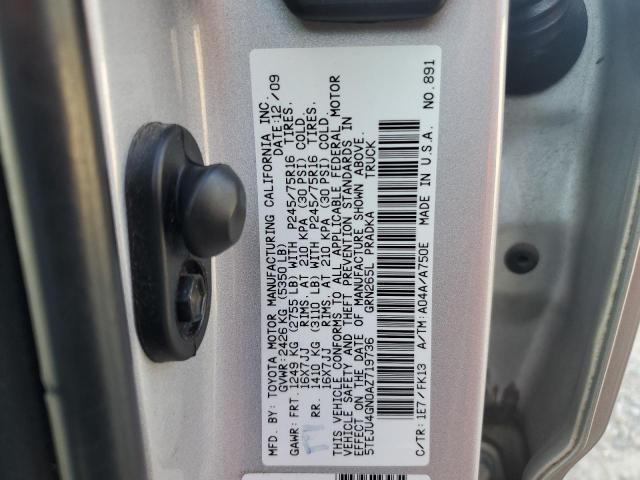 MFD. BY: TOYOTA MOTOR MANUFACTURING CALIFORNIA INC.
GVWR: 2426 KG (5350 LB) DATE: 12/09
GAWR: FRT. 1249 KG (2755 LB) WITH P245/75R16 TIRES,
16X7JJ RIMS. AT 210 KPA (30 PSI) COLD.
RR. 1410 KG (3110 LB) WITH P245/75R16 TIRES,
16X7JJ RIMS. AT 210 KPA (30 PSI) COLD.
THIS VEHICLE CONFORMS TO ALL APPLICABLE FEDERAL MOTOR
VEHICLE SAFETY AND THEFT PREVENTION STANDARDS IN
EFFECT ON THE DATE OF MANUFACTURE SHOWN ABOVE.
5TEJU4GN0AZ719736 GRN265L PRADKA TRUCK
C/TR: 1E7/FK13 A/TM: A04A/A750E MADE IN U.S.A. NO. 891